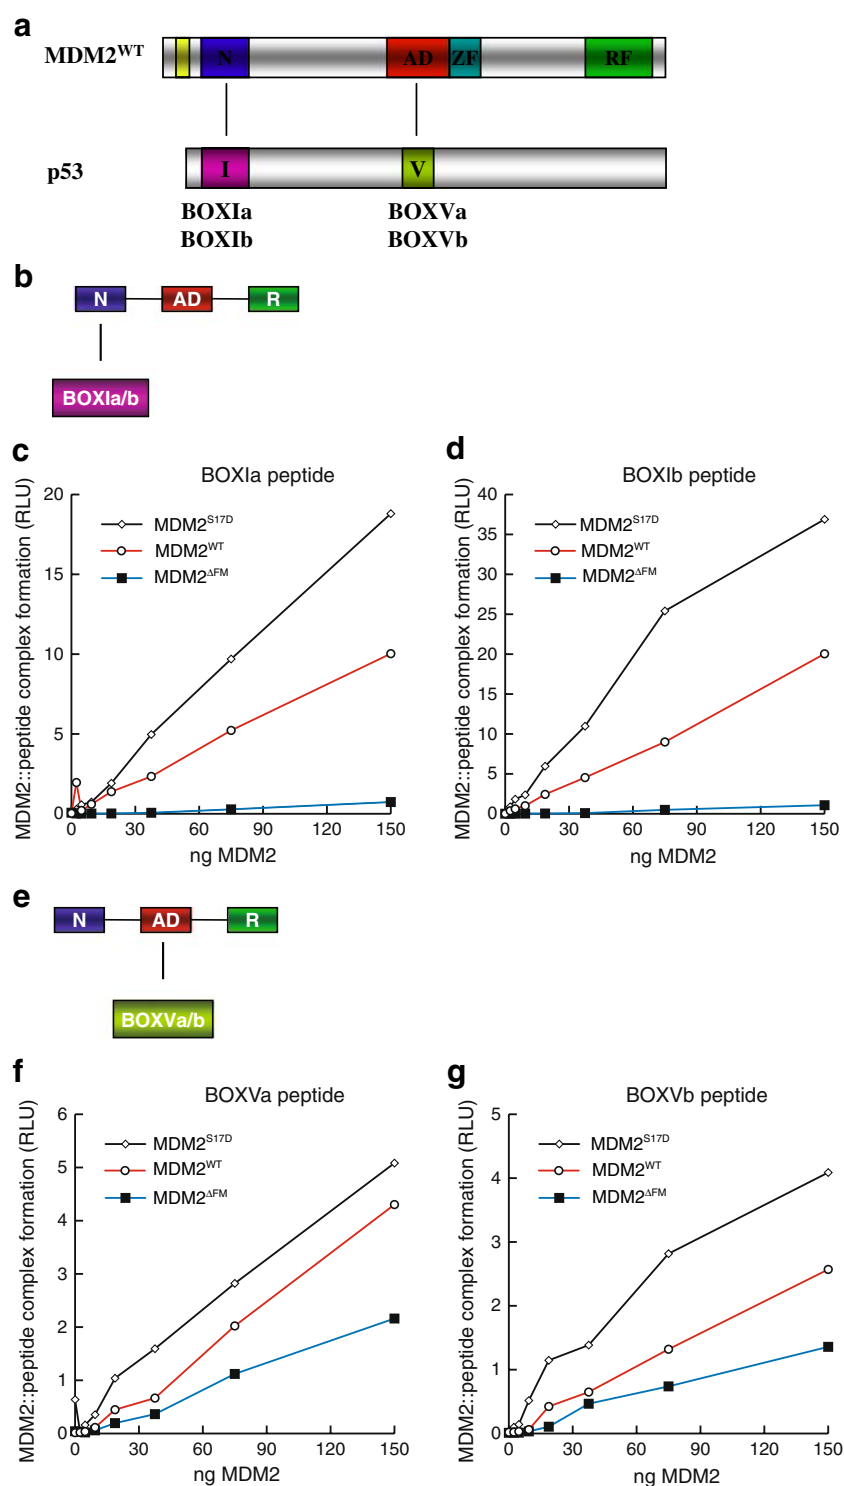 a
MDM2WT
N AD ZF RF
p53
I V
BOXIa BOXVa
BOXIb BOXVb
b
N AD R
BOXIa/b
c
BOXIa peptide
MDM2::peptide complex formation (RLU)
20
15
10
5
0
MDM2S17D
MDM2WT
MDM2ΔFM
0 30 60 90 120 150
ng MDM2
d
BOXIb peptide
MDM2::peptide complex formation (RLU)
40
35
30
25
20
15
10
5
0
MDM2S17D
MDM2WT
MDM2ΔFM
0 30 60 90 120 150
ng MDM2
e
N AD R
BOXVa/b
f
BOXVa peptide
MDM2::peptide complex formation (RLU)
6
5
4
3
2
1
0
MDM2S17D
MDM2WT
MDM2ΔFM
0 30 60 90 120 150
ng MDM2
g
BOXVb peptide
MDM2::peptide complex formation (RLU)
5
4
3
2
1
0
MDM2S17D
MDM2WT
MDM2ΔFM
0 30 60 90 120 150
ng MDM2